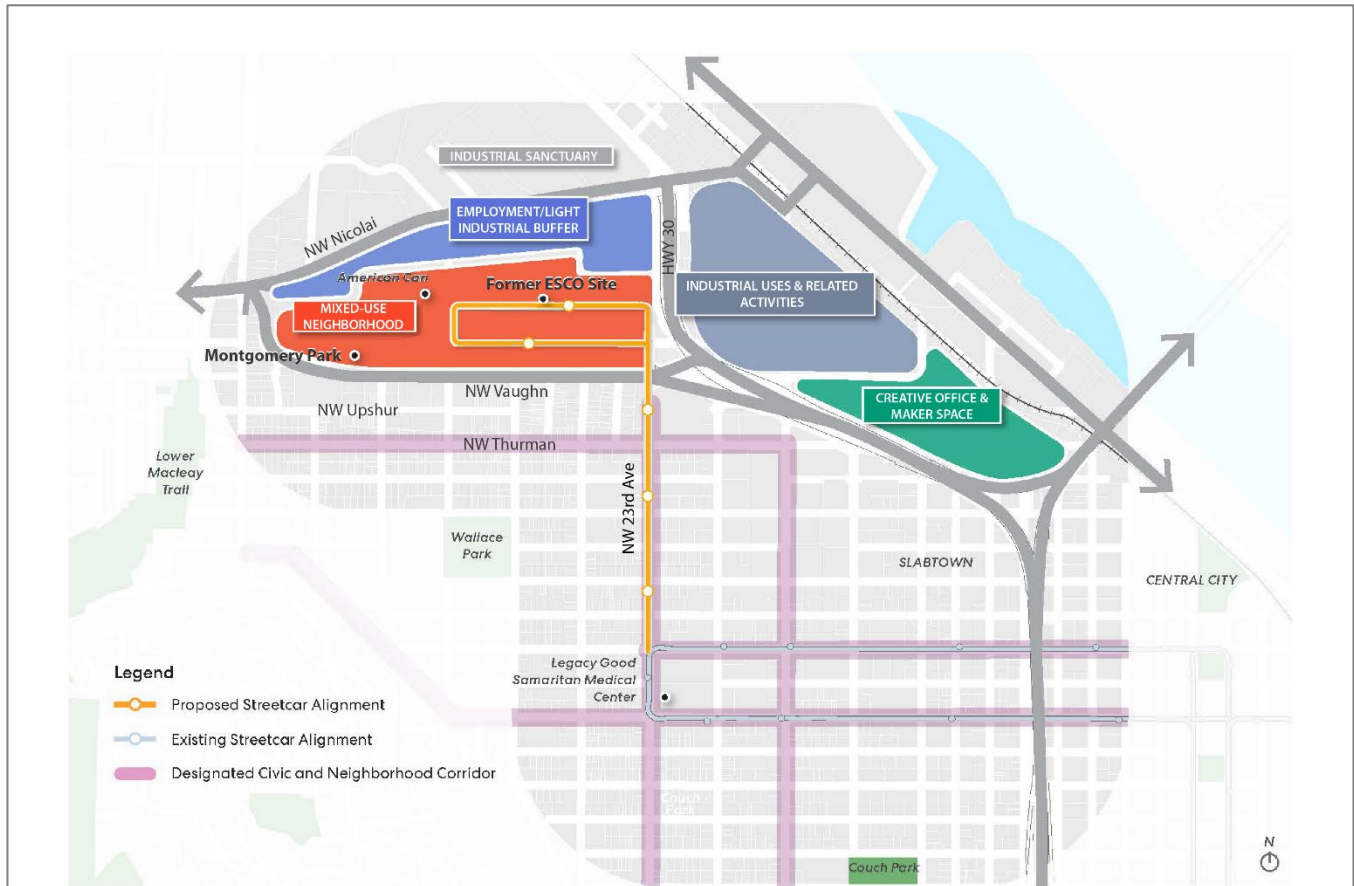 INDUSTRIAL SANCTUARY
EMPLOYMENT/LIGHT
INDUSTRIAL BUFFER
NW Nicolai
HWY 30
American Can
Former ESCO Site
INDUSTRIAL USES & RELATED
ACTIVITIES
MIXED-USE
NEIGHBORHOOD
Montgomery Park
NW Vaughn
CREATIVE OFFICE &
MAKER SPACE
NW Upshur
NW Thurman
Lower
Macleay
Trail
NW 23rd Ave
Wallace
Park
SLABTOWN
CENTRAL CITY
Legacy Good
Samaritan Medical
Center
Legend
Proposed Streetcar Alignment
Existing Streetcar Alignment
Designated Civic and Neighborhood Corridor
Couch
Park
N
Couch Park